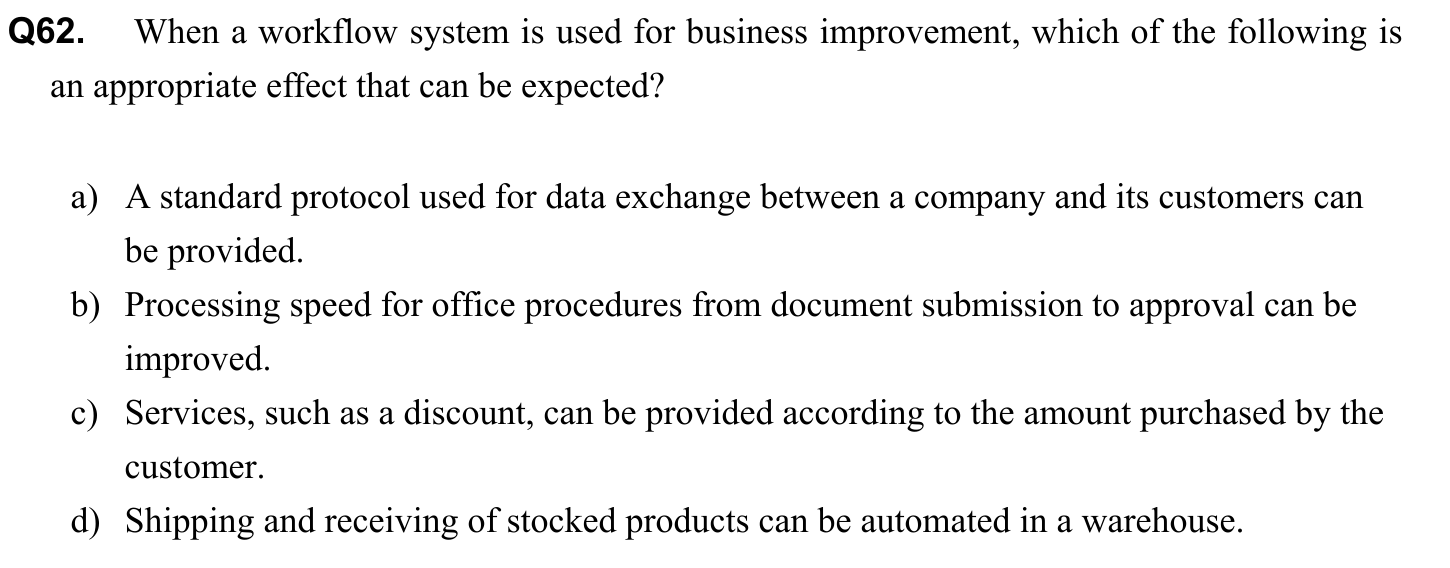 Q62. When a workflow system is used for business improvement, which of the following is
an appropriate effect that can be expected?
a) A standard protocol used for data exchange between a company and its customers can
be provided.
b) Processing speed for office procedures from document submission to approval can be
improved.
c) Services, such as a discount, can be provided according to the amount purchased by the
customer.
d) Shipping and receiving of stocked products can be automated in a warehouse.